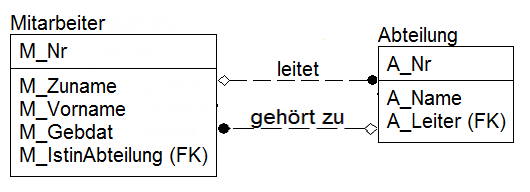 Mitarbeiter
M_Nr
M_Zuname
M_Vorname
M_Gebdat
M_IstinAbteilung (FK)
leitet
gehört zu
Abteilung
A_Nr
A_Name
A_Leiter (FK)